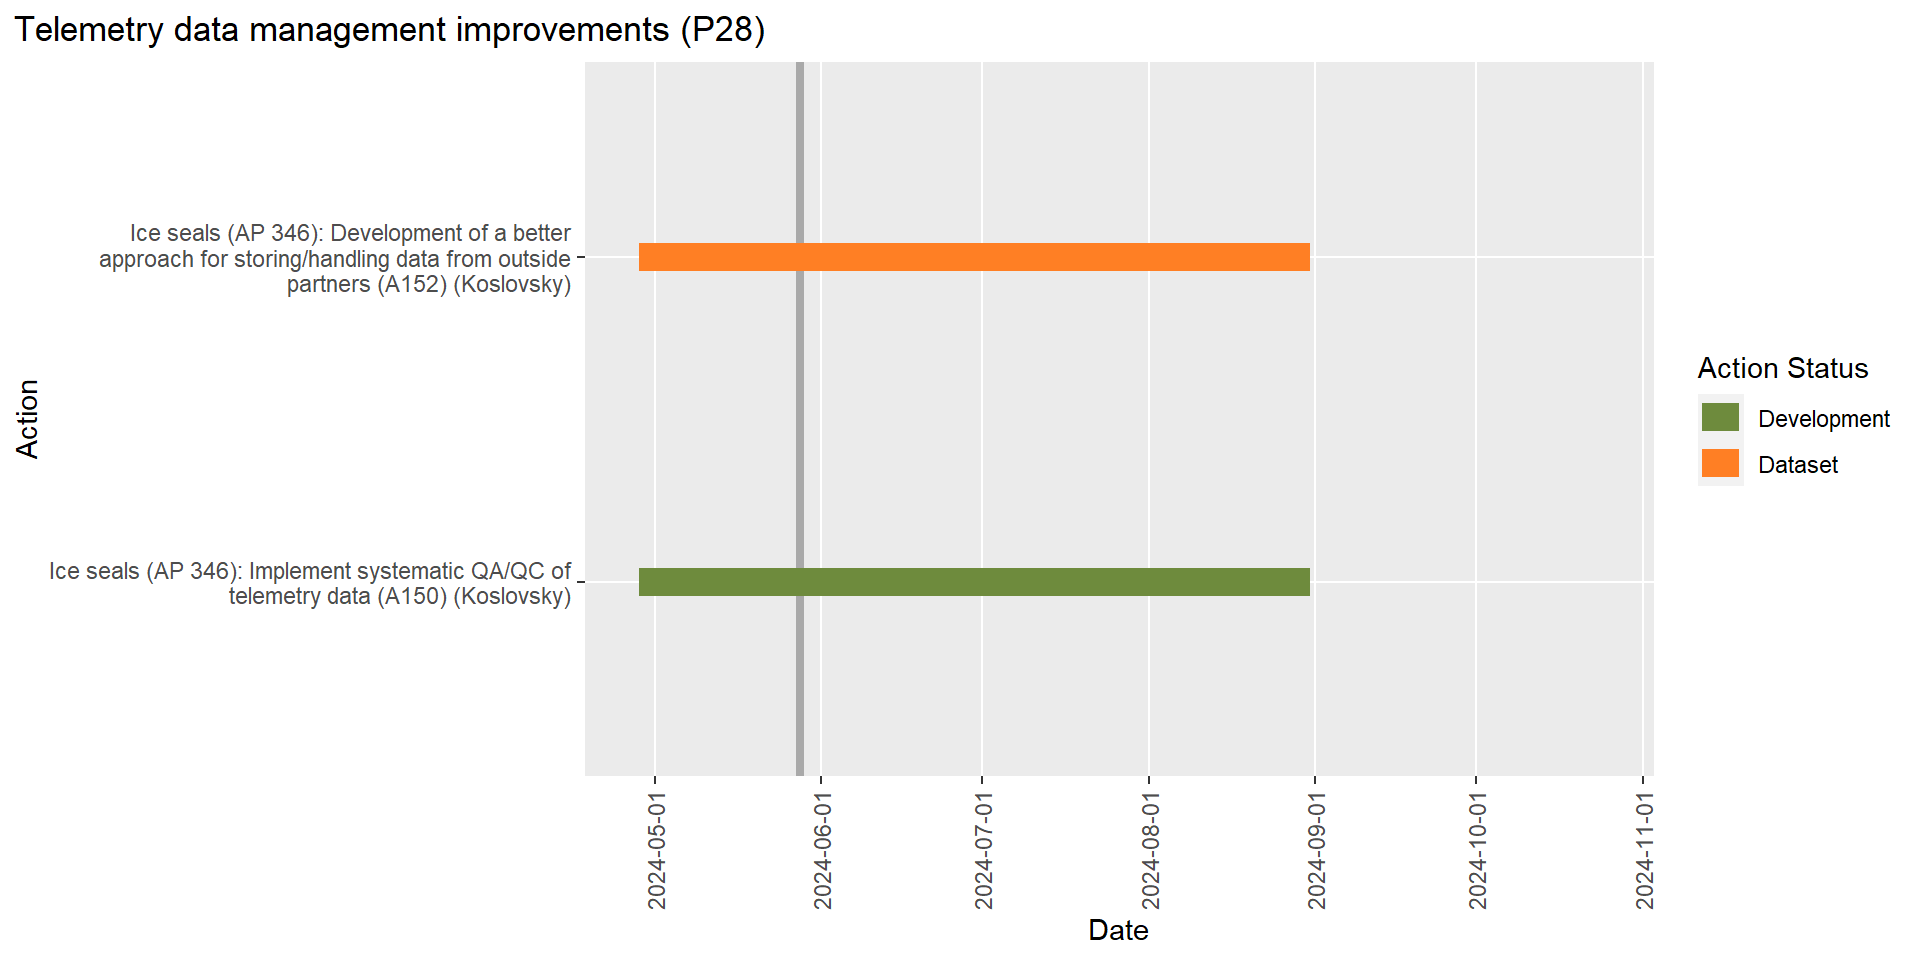 Telemetry data management improvements (P28)
Ice seals (AP 346): Development of a better
approach for storing/handling data from outside
partners (A152) (Koslovsky)
Action
Ice seals (AP 346): Implement systematic QA/QC of
telemetry data (A150) (Koslovsky)
Action Status
Development
Dataset
2024-05-01
2024-06-01
2024-07-01
2024-08-01
2024-09-01
2024-10-01
2024-11-01
Date